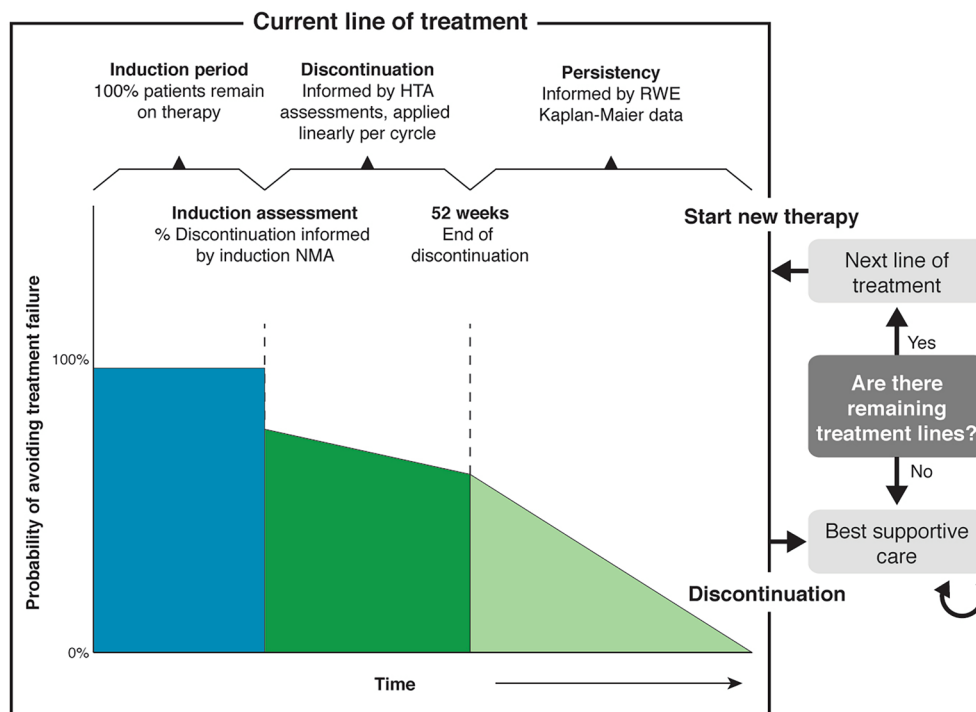 Current line of treatment
Induction period
100% patients remain
on therapy
Discontinuation
Informed by HTA
assessments, applied
linearly per cyrcle
Persistency
Informed by RWE
Kaplan-Maier data
Induction assessment
% Discontinuation informed
by induction NMA
52 weeks
End of
discontinuation
Start new therapy
Next line of
treatment
Yes
Are there
remaining
treatment lines?
No
Best supportive
care
Discontinuation
Probability of avoiding treatment failure
100%
0%
Time